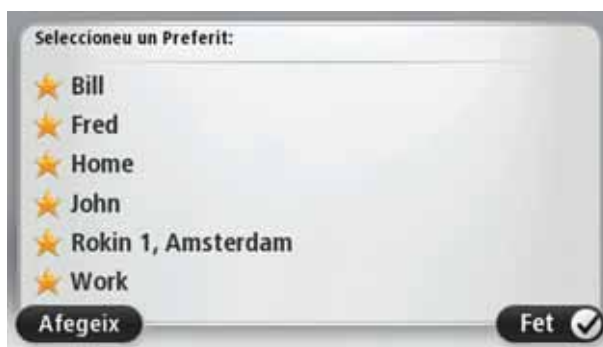 Seleccioneu un Preferit:
Bill
Fred
Home
John
Rokin 1, Amsterdam
Work
Afegeix
Fet